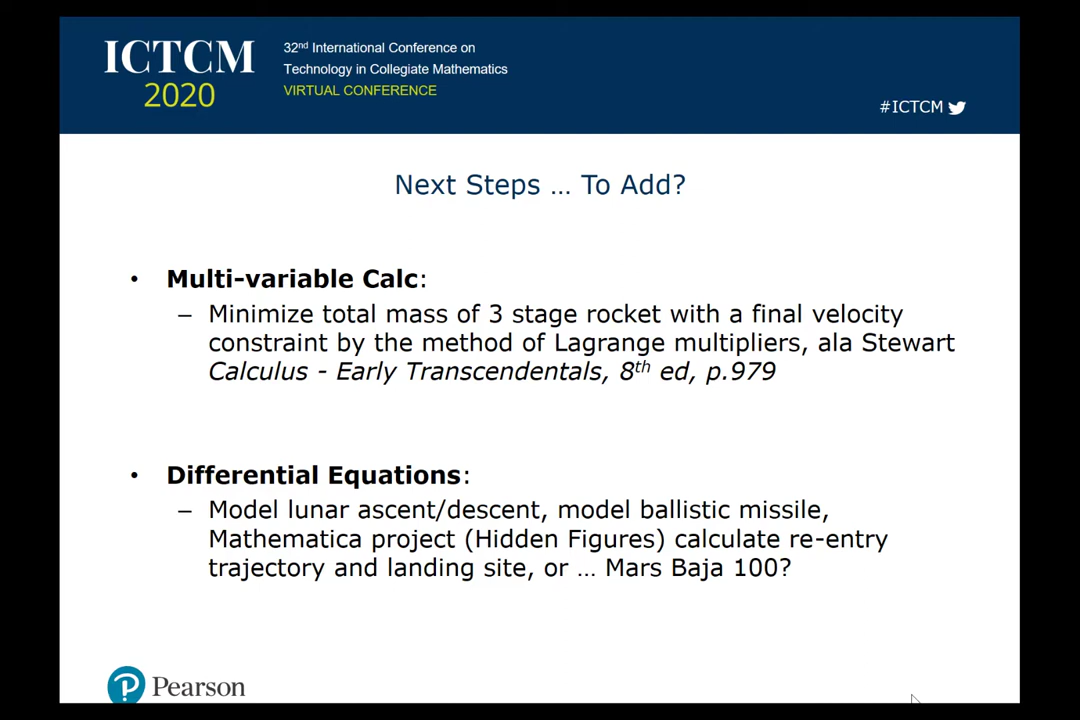 ICTCM
2020
32nd International Conference on
Technology in Collegiate Mathematics
VIRTUAL CONFERENCE
#ICTCM
Next Steps … To Add?
• Multi-variable Calc:
– Minimize total mass of 3 stage rocket with a final velocity
constraint by the method of Lagrange multipliers, ala Stewart
Calculus - Early Transcendentals, 8th ed, p.979
• Differential Equations:
– Model lunar ascent/descent, model ballistic missile,
Mathematica project (Hidden Figures) calculate re-entry
trajectory and landing site, or … Mars Baja 100?
P Pearson